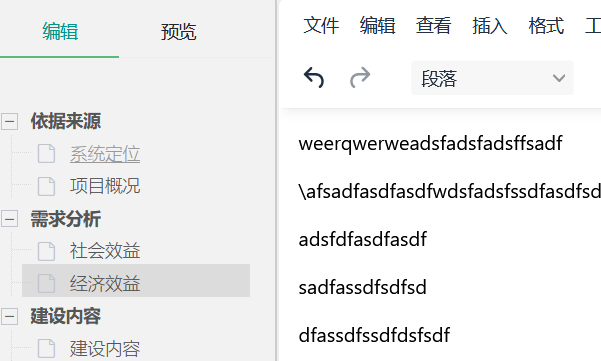 编辑
预览
依据来源
系统定位
项目概况
需求分析
社会效益
经济效益
建设内容
建设内容
文件 编辑 查看 插入 格式 工
段落
weerqwerweadsfadsfadsffsadf
\afsadfasdfasdfwdsfadsfssdfasdfsd
adsfdfasdfasdf
sadfassdfsdfsd
dfassdfssdfdsfsdf